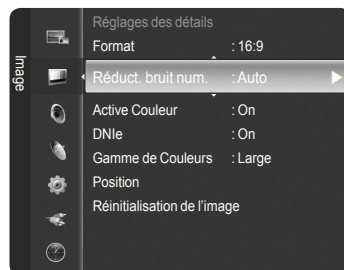 Image
Réglages des détails
Format : 16:9
Réduct. bruit num. : Auto
Active Couleur : On
DNIe : On
Gamme de Couleurs : Large
Position
Réinitialisation de l'image